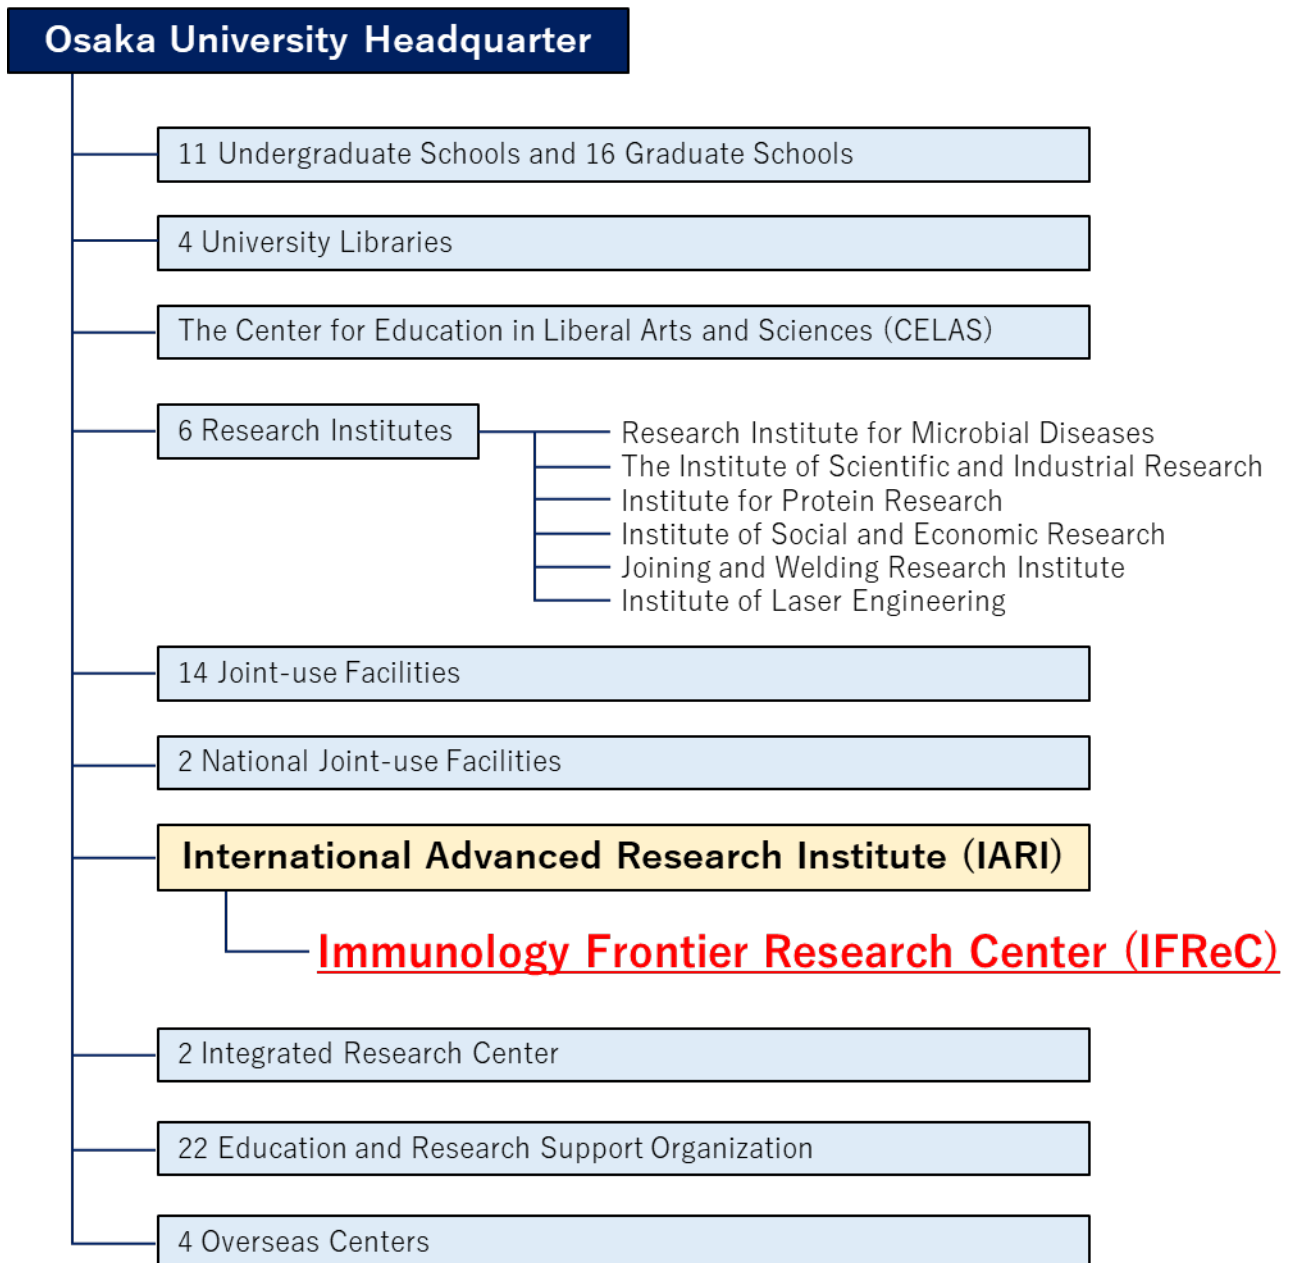 Osaka University Headquarter
11 Undergraduate Schools and 16 Graduate Schools
4 University Libraries
The Center for Education in Liberal Arts and Sciences (CELAS)
6 Research Institutes
Research Institute for Microbial Diseases
The Institute of Scientific and Industrial Research
Institute for Protein Research
Institute of Social and Economic Research
Joining and Welding Research Institute
Institute of Laser Engineering
14 Joint-use Facilities
2 National Joint-use Facilities
International Advanced Research Institute (IARI)
Immunology Frontier Research Center (IFReC)
2 Integrated Research Center
22 Education and Research Support Organization
4 Overseas Centers